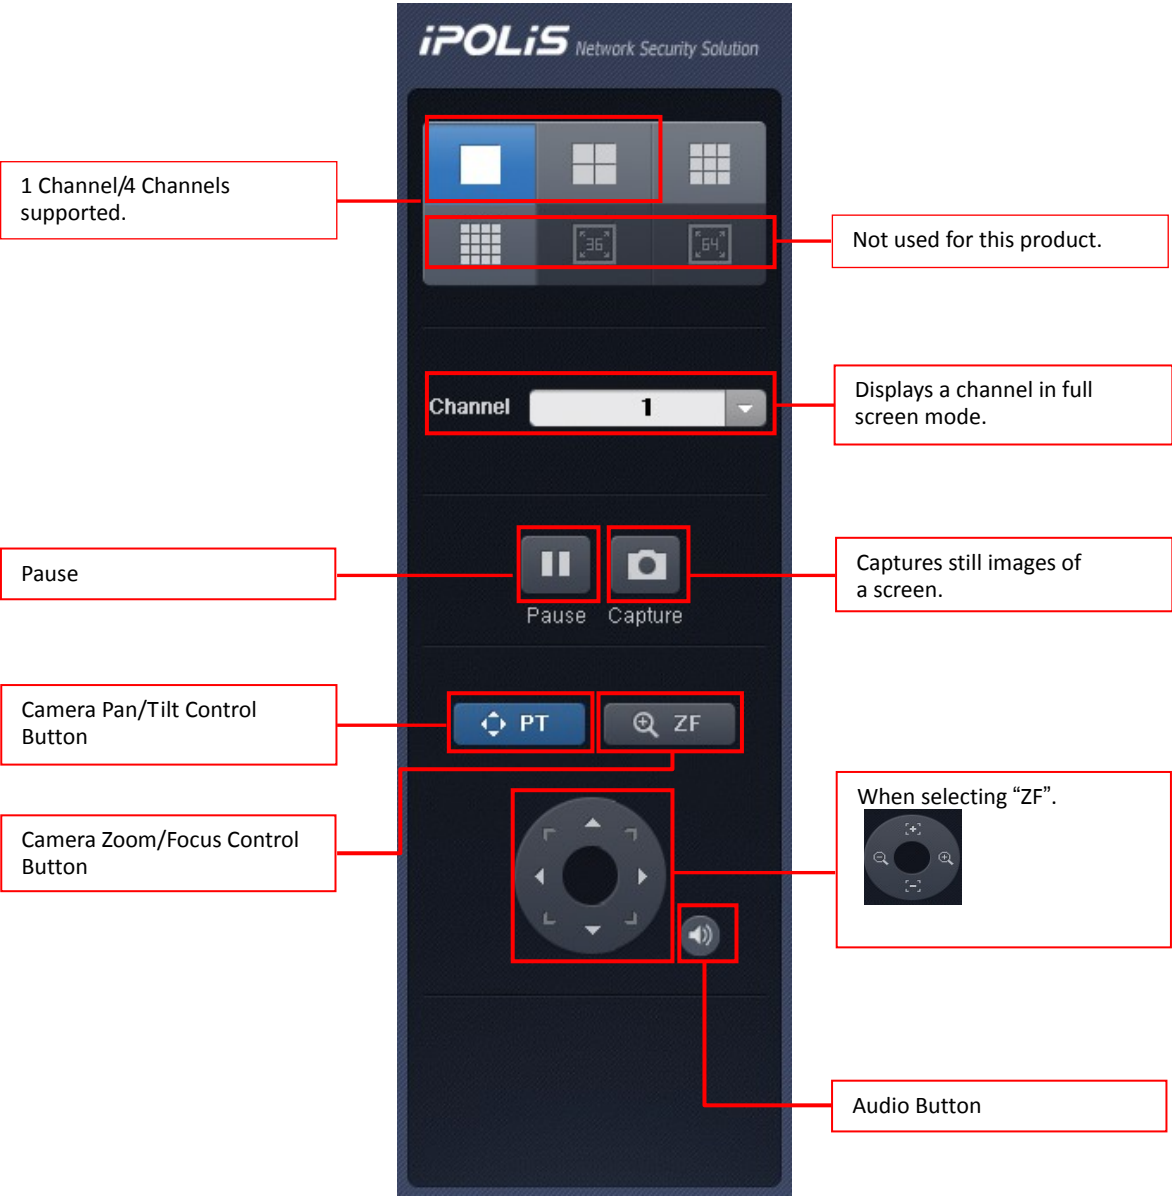 iPOLiS Network Security Solution
1 Channel/4 Channels
supported.
36
64
Not used for this product.
Channel 1
Displays a channel in full
screen mode.
Pause
Captures still images of
a screen.
Pause Capture
Camera Pan/Tilt Control
Button
PT ZF
When selecting “ZF”.
Camera Zoom/Focus Control
Button
Audio Button